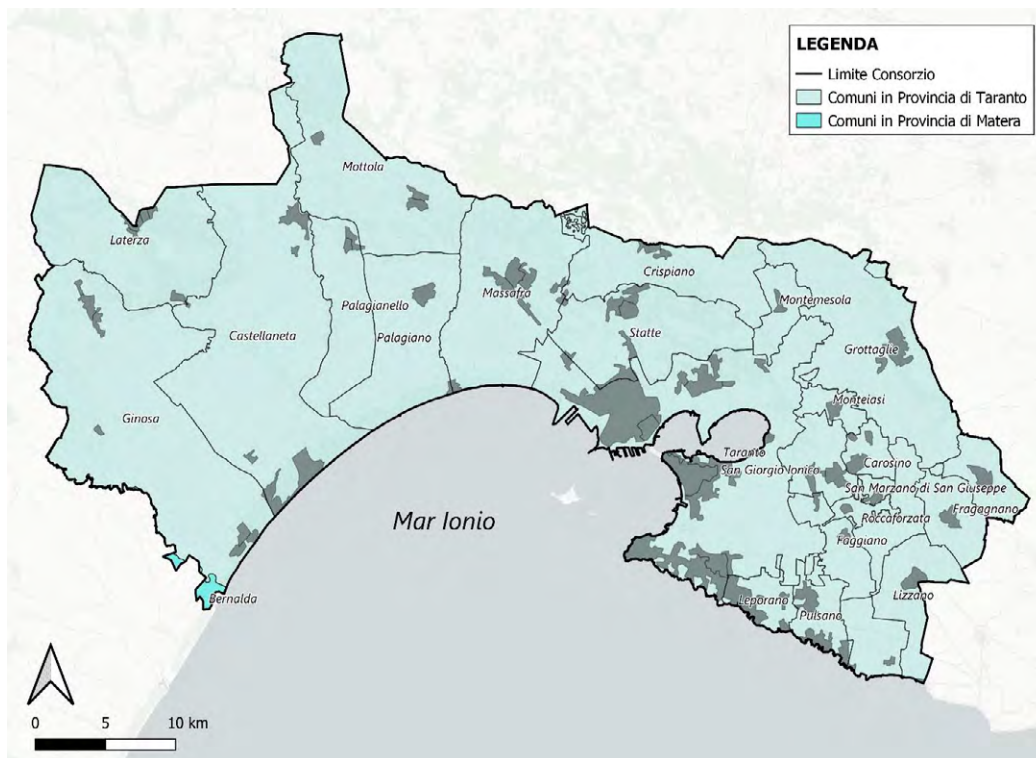 LEGENDA
Limite Consorzio
Comuni in Provincia di Taranto
Comuni in Provincia di Matera
Mottola
Laterza
Crispiano
Massafra
Montemesola
Palagianello
Castellaneta
Palagiano
Statte
Grottaglie
Ginosa
Monteiasi
Taranto
Carosino
San Giorgio Ionico
San Marzano di San Giuseppe
Fragagnano
Roccaforzata
Mar Ionio
Faggiano
Lizzano
Bernalda
Leporano
Pulsano
0 5 10 km